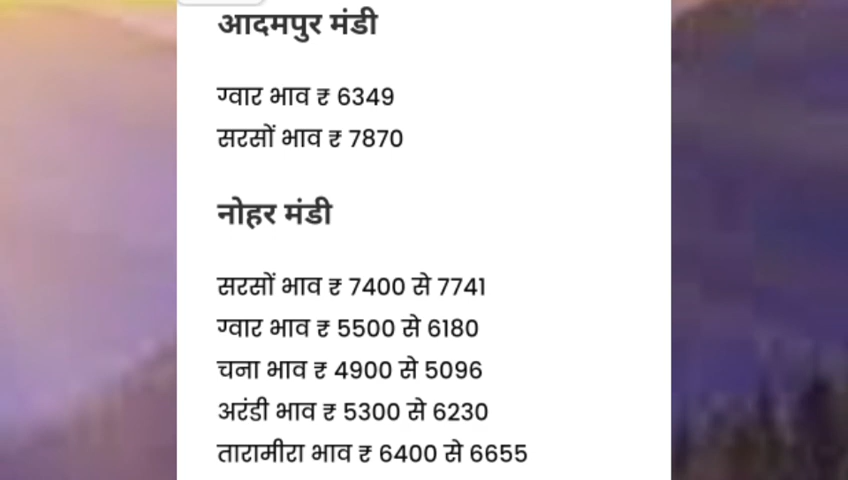 आदमपुर मंडी
ग्वार भाव ₹ 6349
सरसों भाव ₹ 7870
नोहर मंडी
सरसों भाव ₹ 7400 से 7741
ग्वार भाव ₹ 5500 से 6180
चना भाव ₹ 4900 से 5096
अरंडी भाव ₹ 5300 से 6230
तारामीरा भाव ₹ 6400 से 6655